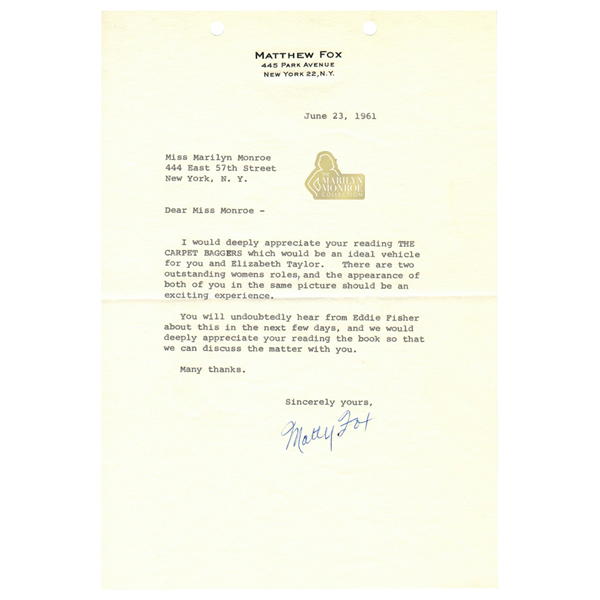 MATTHEW FOX
445 PARK AVENUE
NEW YORK 22, N.Y.
June 23, 1961
Miss Marilyn Monroe
444 East 57th Street
New York, N. Y.
THE
MARILYN
MONROE
COLLECTION
Dear Miss Monroe -
I would deeply appreciate your reading THE
CARPET BAGGERS which would be an ideal vehicle
for you and Elizabeth Taylor. There are two
outstanding womens roles, and the appearance of
both of you in the same picture should be an
exciting experience.
You will undoubtedly hear from Eddie Fisher
about this in the next few days, and we would
deeply appreciate your reading the book so that
we can discuss the matter with you.
Many thanks.
Sincerely yours,
Matty Fox